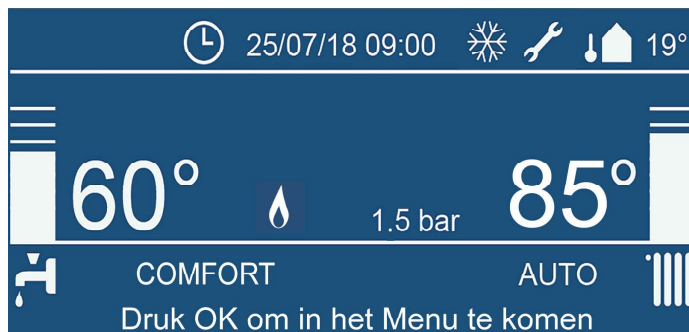 25/07/18 09:00 19°
60° 1.5 bar 85°
COMFORT AUTO
Druk OK om in het Menu te komen